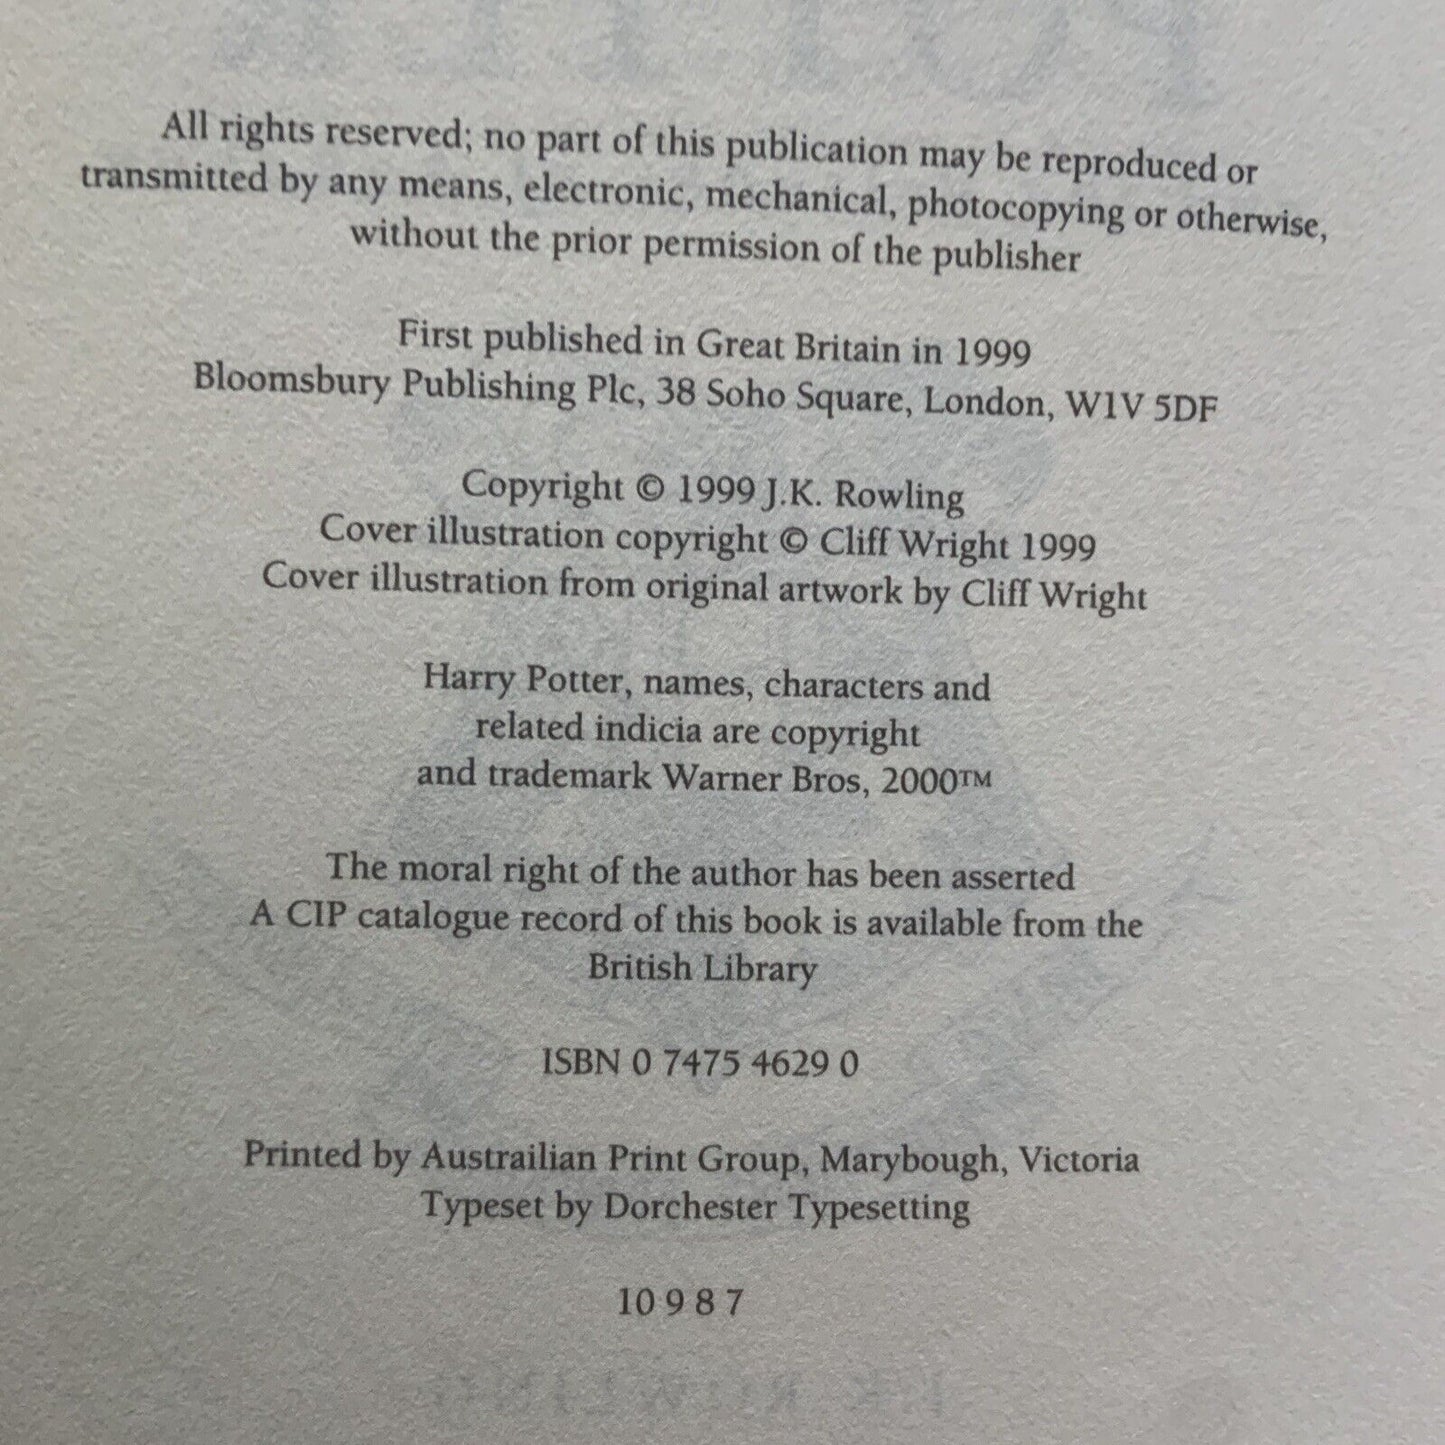 All rights reserved; no part of this publication may be reproduced or
transmitted by any means, electronic, mechanical, photocopying or otherwise,
without the prior permission of the publisher
First published in Great Britain in 1999
Bloomsbury Publishing Plc, 38 Soho Square, London, W1V 5DF
Copyright © 1999 J.K. Rowling
Cover illustration copyright © Cliff Wright 1999
Cover illustration from original artwork by Cliff Wright
Harry Potter, names, characters and
related indicia are copyright
and trademark Warner Bros, 2000™
The moral right of the author has been asserted
A CIP catalogue record of this book is available from the
British Library
ISBN 0 7475 4629 0
Printed by Austrailian Print Group, Marybough, Victoria
Typeset by Dorchester Typesetting
10 9 8 7